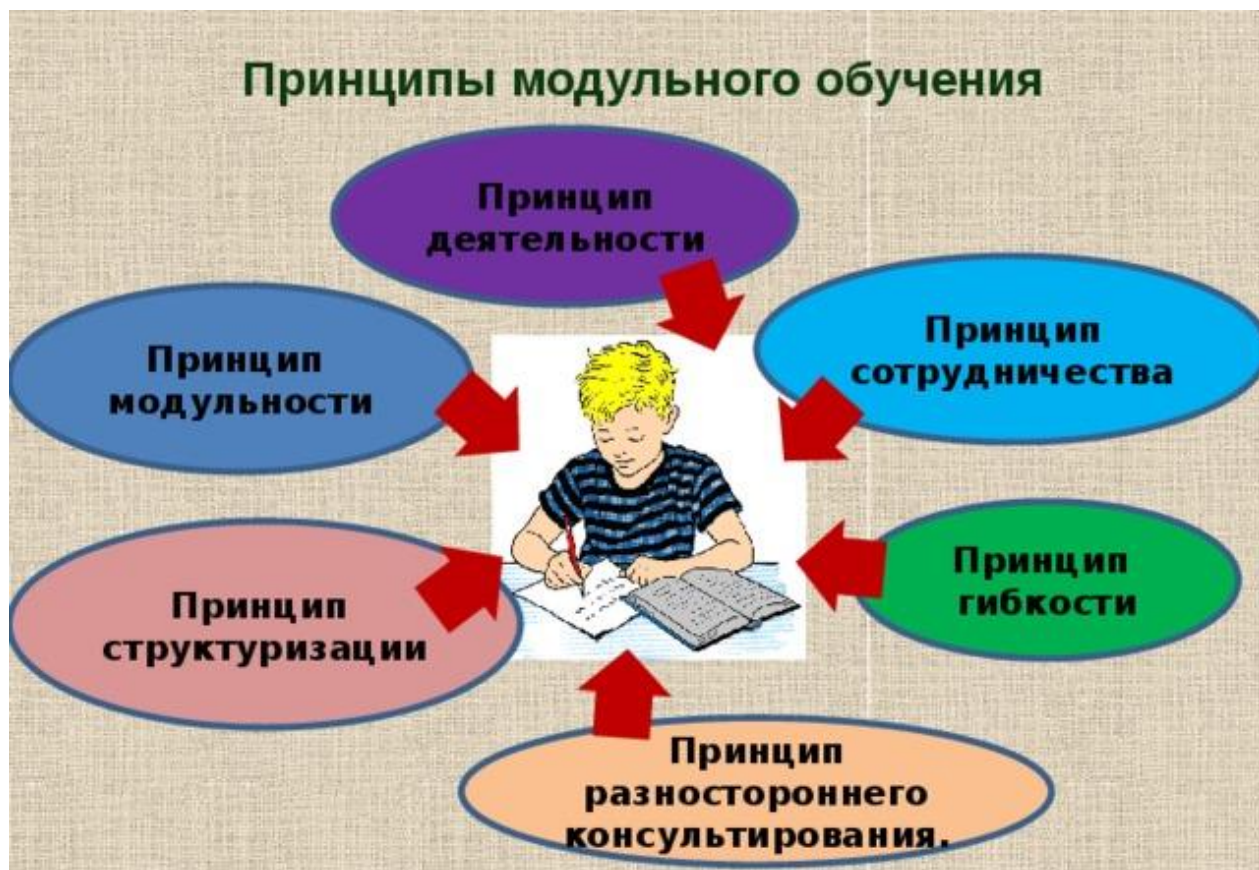 Принципы модульного обучения
Принцип
деятельности
Принцип
сотрудничества
Принцип
модульности
Принцип
гибкости
Принцип
структуризации
Принцип
разностороннего
консультирования.